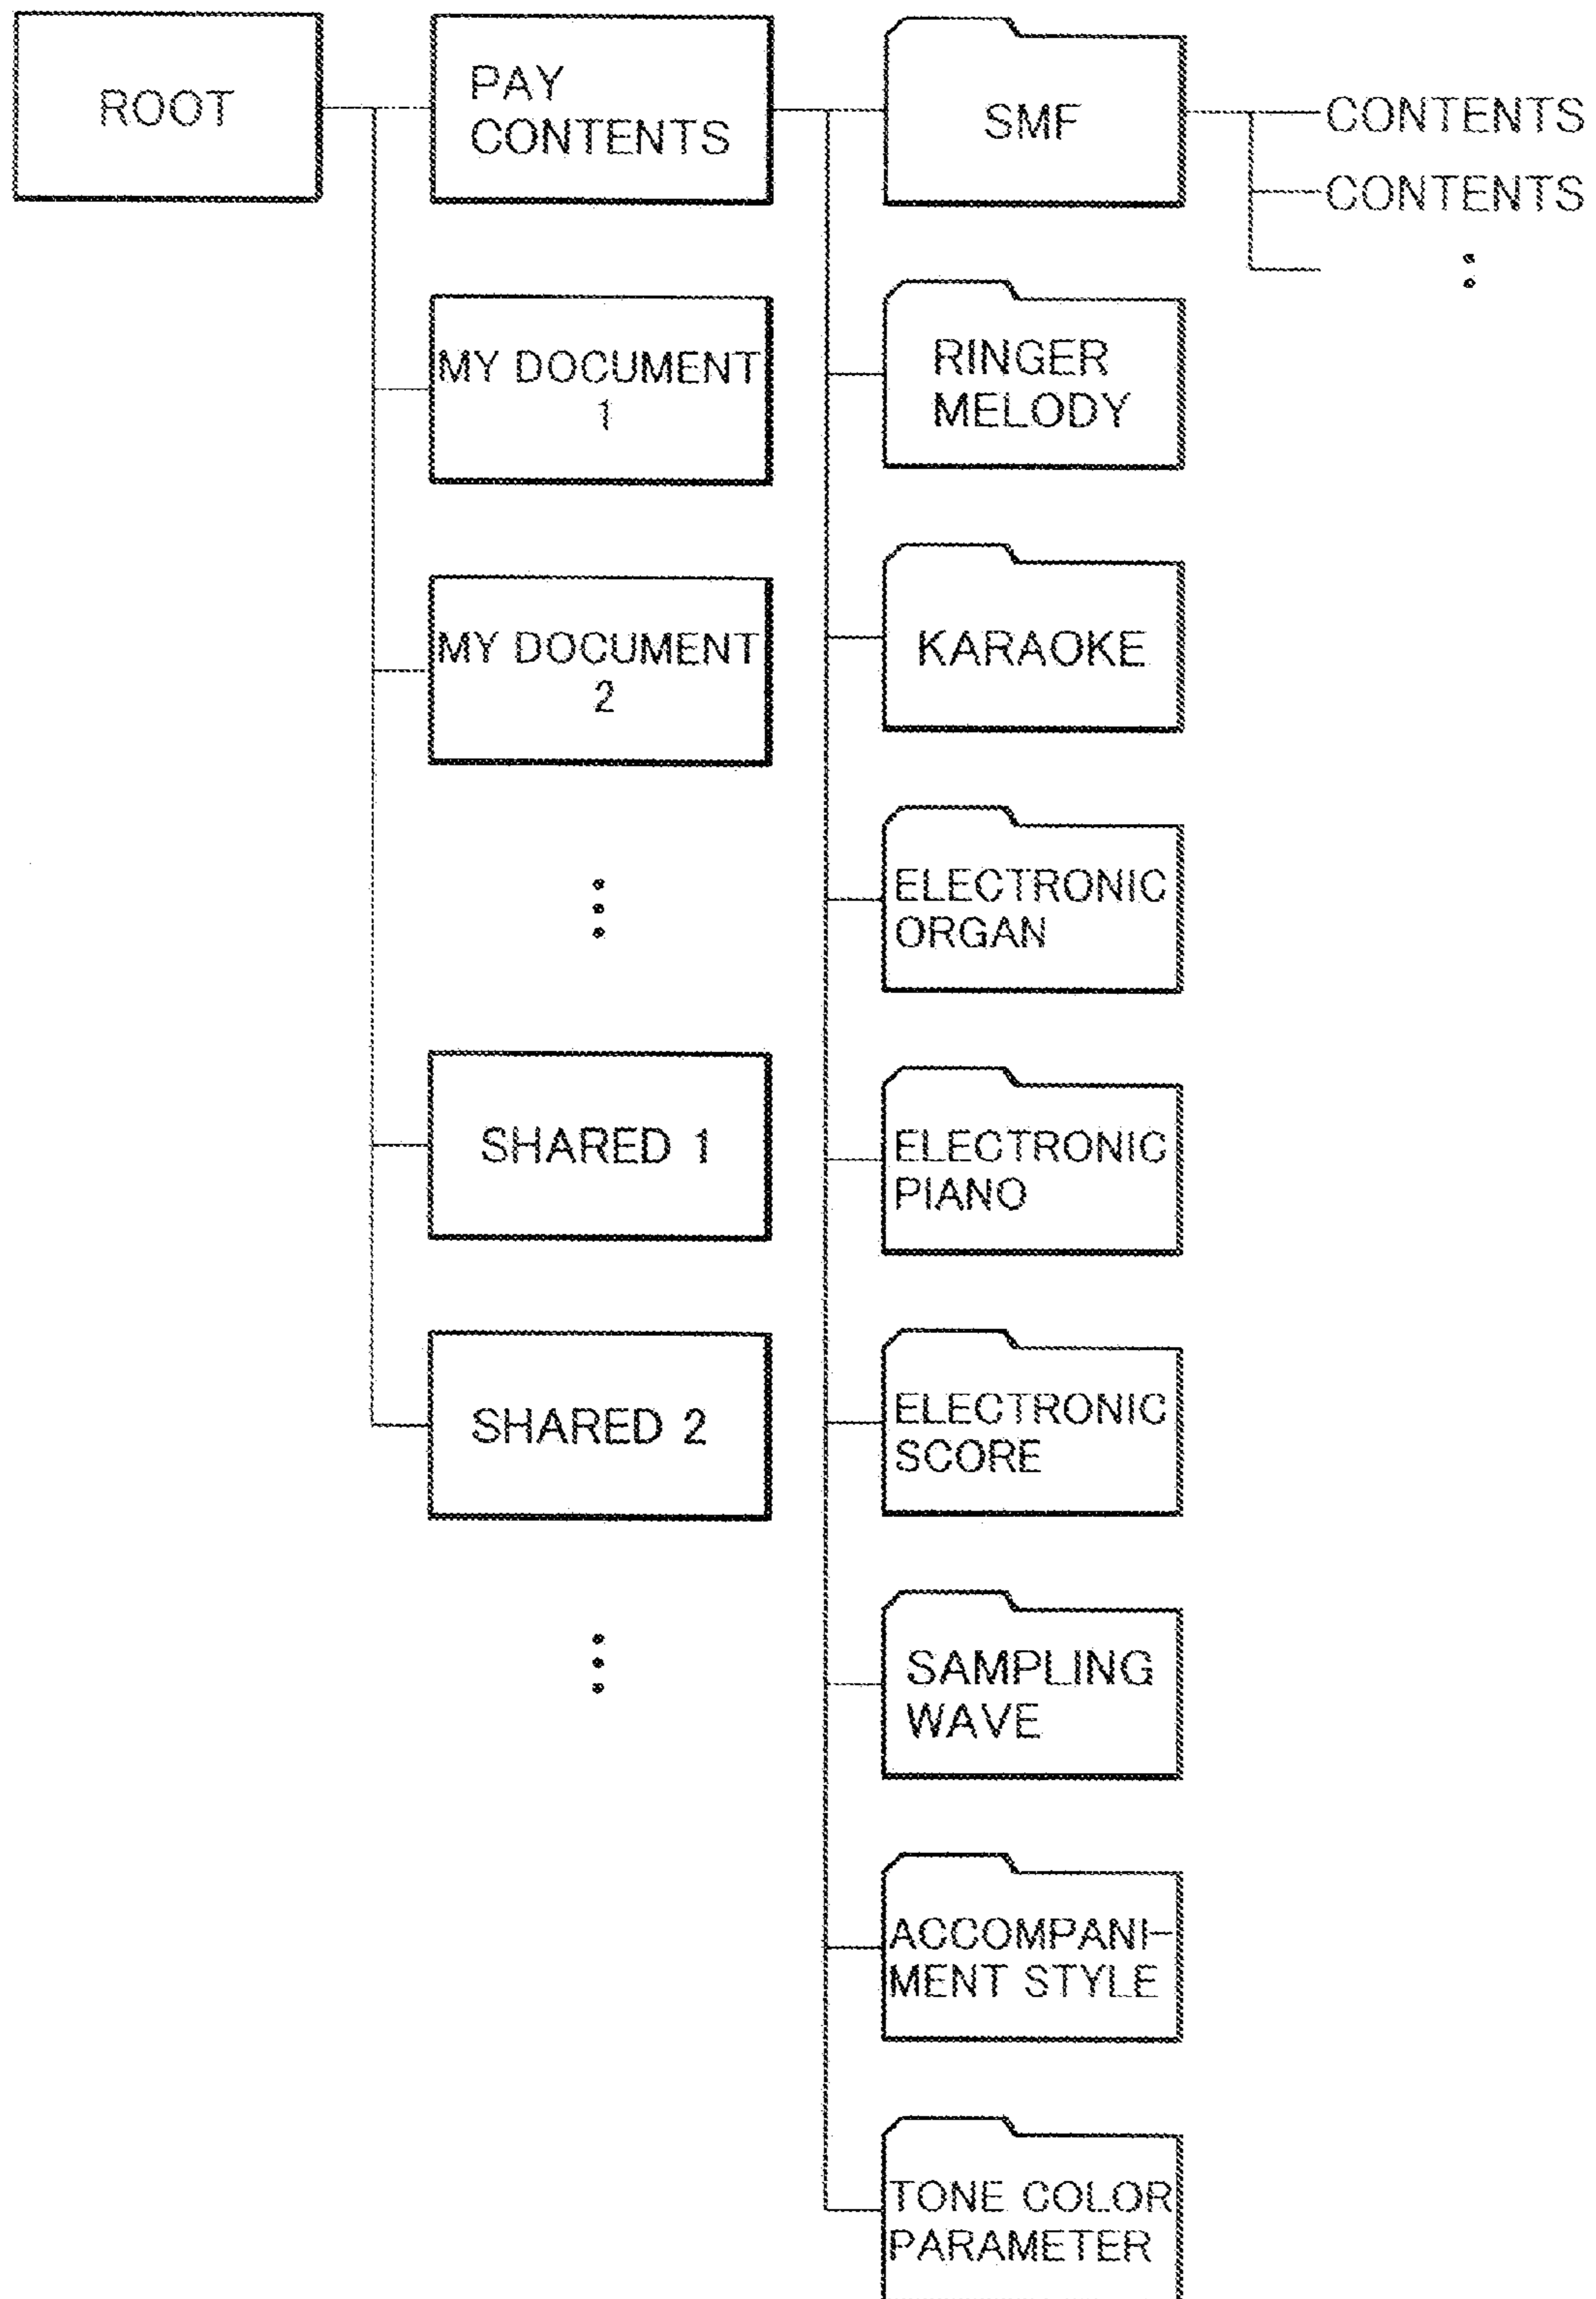 ROOT
PAY
CONTENTS
SMF
CONTENTS
CONTENTS
MY DOCUMENT
1
RINGER
MELODY
MY DOCUMENT
2
KARAOKE
ELECTRONIC
ORGAN
SHARED 1
ELECTRONIC
PIANO
SHARED 2
ELECTRONIC
SCORE
SAMPLING
WAVE
ACCOMPANI-
MENT STYLE
TONE COLOR
PARAMETER